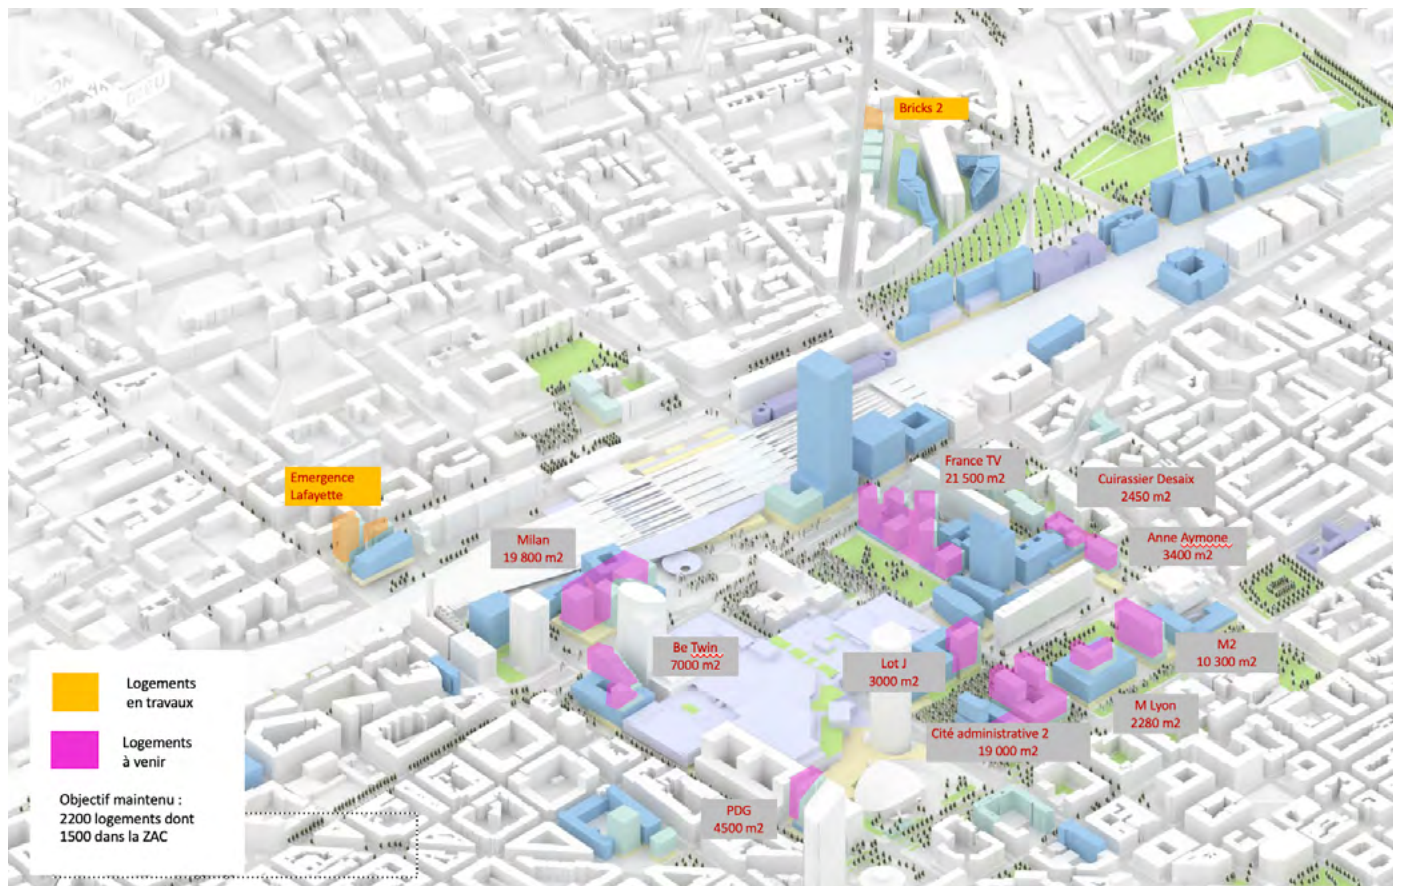 Bricks 2
Emergence
Lafayette
France TV
21 500 m2
Cuirassier Desaix
2450 m2
Milan
19 800 m2
Anne Aymone
3400 m2
Be Twin
7000 m2
Lot J
3000 m2
M2
10 300 m2
M Lyon
2280 m2
Cité administrative 2
19 000 m2
PDG
4500 m2
Logements
en travaux
Logements
à venir
Objectif maintenu :
2200 logements dont
1500 dans la ZAC